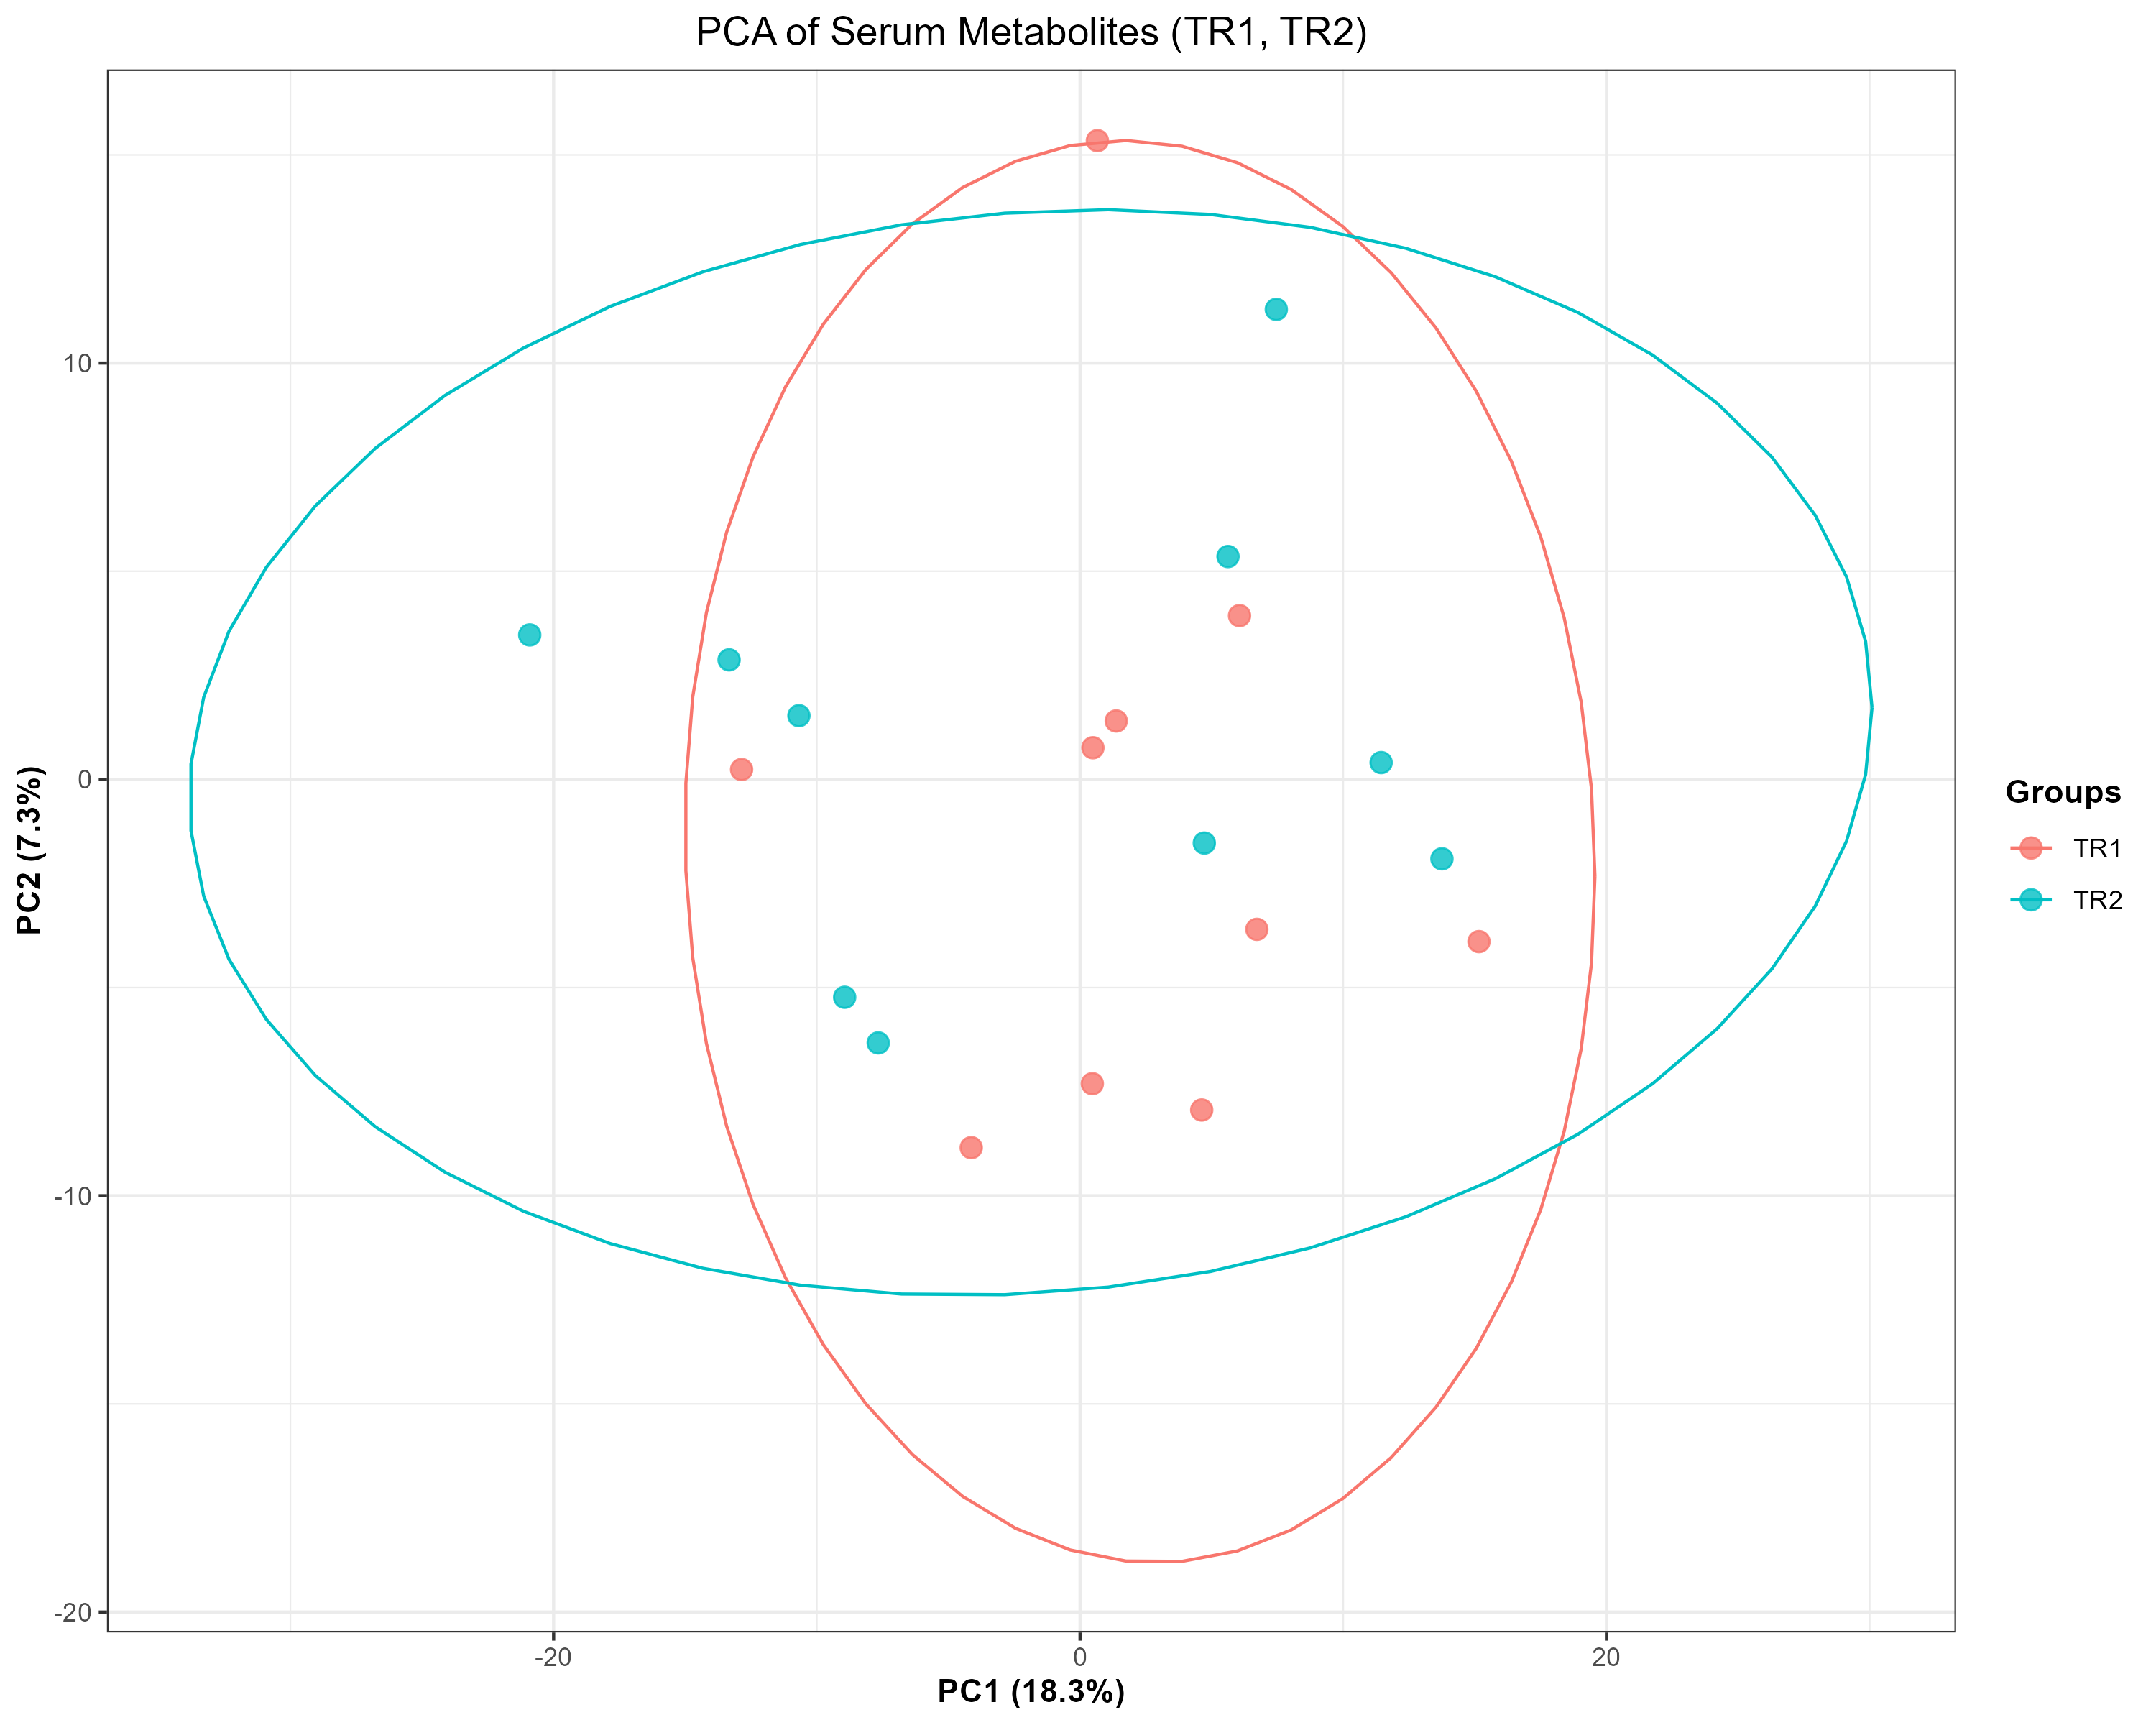 PCA of Serum Metabolites (TR1, TR2)
10
0
-10
-20
PC2 (7.3%)
-20
0
20
PC1 (18.3%)
Groups
TR1
TR2